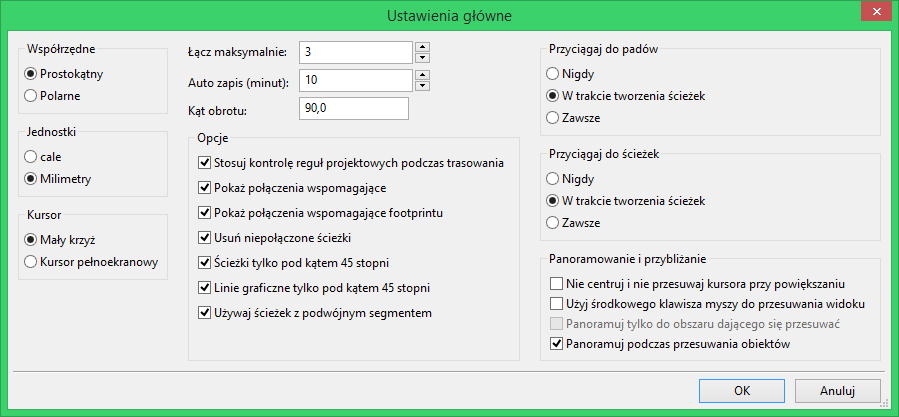 Ustawienia główne
Współrzędne
Prostokątny
Polarne
Jednostki
cale
Milimetry
Kursor
Mały krzyż
Kursor pełnoekranowy
Łącz maksymalnie:
3
Auto zapis (minut):
10
Kąt obrotu:
90,0
Opcje
Stosuj kontrolę reguł projektowych podczas trasowania
Pokaż połączenia wspomagające
Pokaż połączenia wspomagające footprintu
Usuń niepołączone ścieżki
Ścieżki tylko pod kątem 45 stopni
Linie graficzne tylko pod kątem 45 stopni
Używaj ścieżek z podwójnym segmentem
Przyciągaj do padów
Nigdy
W trakcie tworzenia ścieżek
Zawsze
Przyciągaj do ścieżek
Nigdy
W trakcie tworzenia ścieżek
Zawsze
Panoramowanie i przybliżanie
Nie centruj i nie przesuwaj kursora przy powiększaniu
Użyj środkowego klawisza myszy do przesuwania widoku
Panoramuj tylko do obszaru dającego się przesuwać
Panoramuj podczas przesuwania obiektów
OK
Anuluj